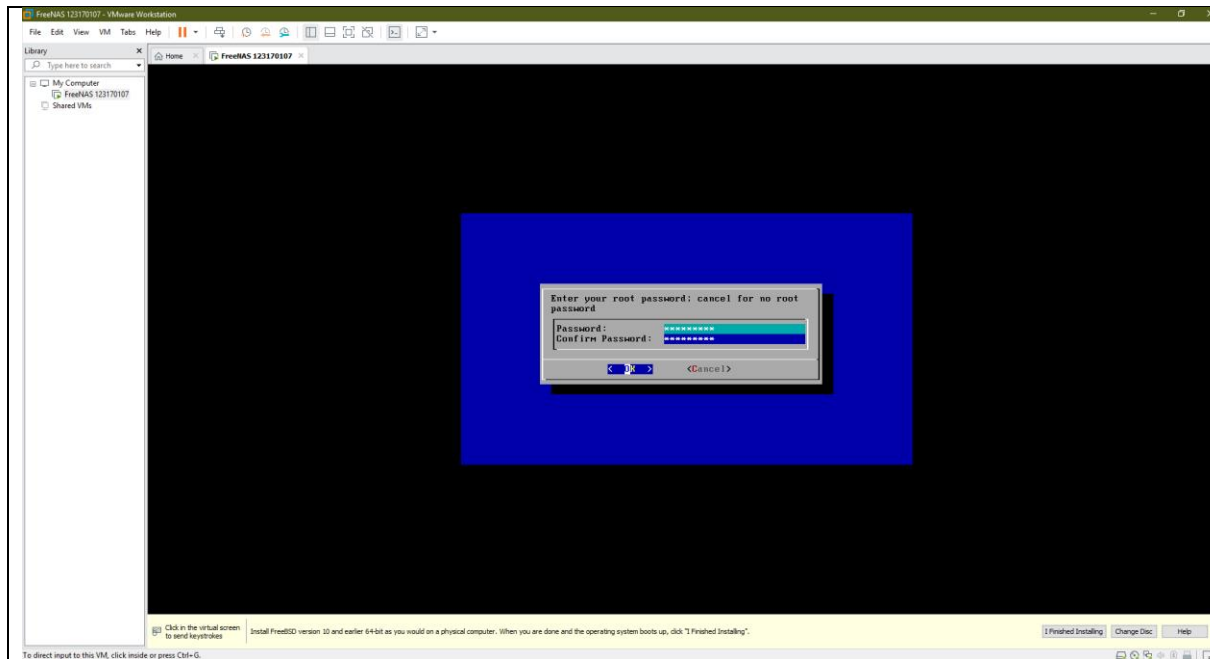 FreeNAS 123170107 - VMware Workstation
File Edit View VM Tabs Help
Library
Type here to search
My Computer
FreeNAS 123170107
Shared VMs
Home
FreeNAS 123170107
Enter your root password; cancel for no root
password
Password: *********
Confirm Password: *********
< OK > <Cancel>
Click in the virtual screen
to send keystrokes
Install FreeBSD version 10 and earlier 64-bit as you would on a physical computer. When you are done and the operating system boots up, click "I Finished Installing".
I Finished Installing Change Disc Help
To direct input to this VM, click inside or press Ctrl+G.